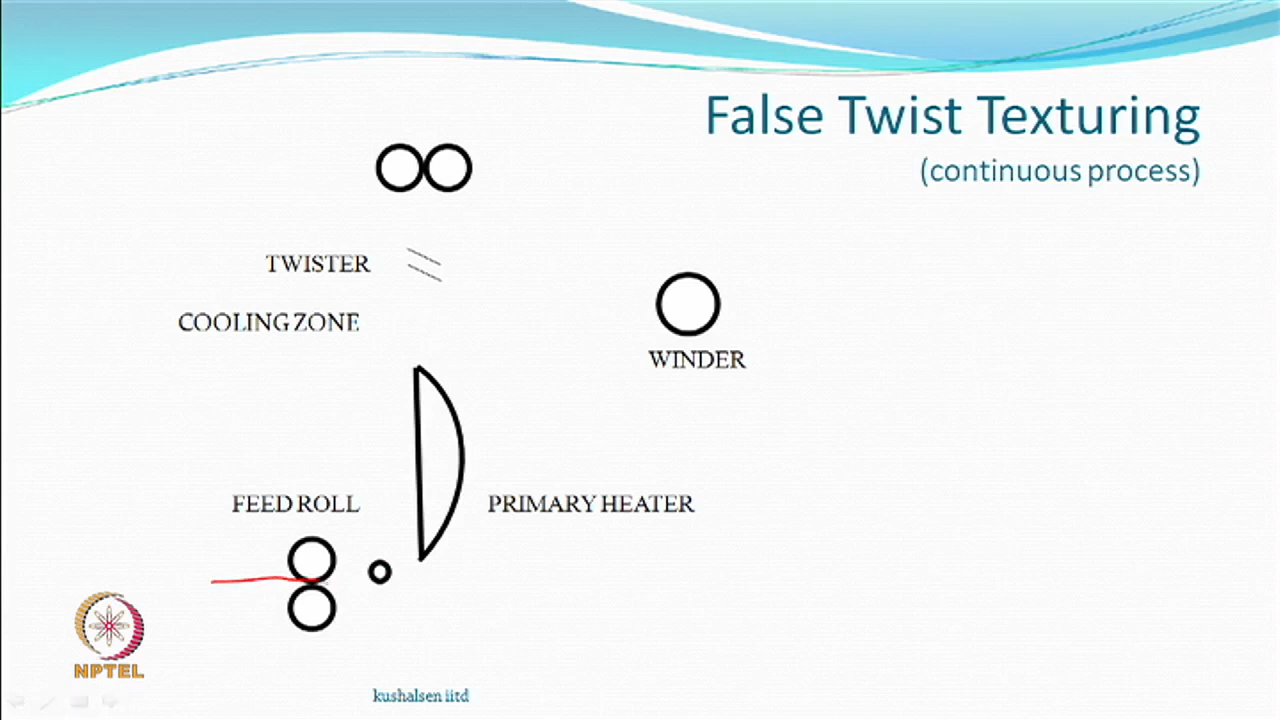 False Twist Texturing
(continuous process)
TWISTER
COOLING ZONE
WINDER
FEED ROLL
PRIMARY HEATER
NPTEL
kushalsen iitd